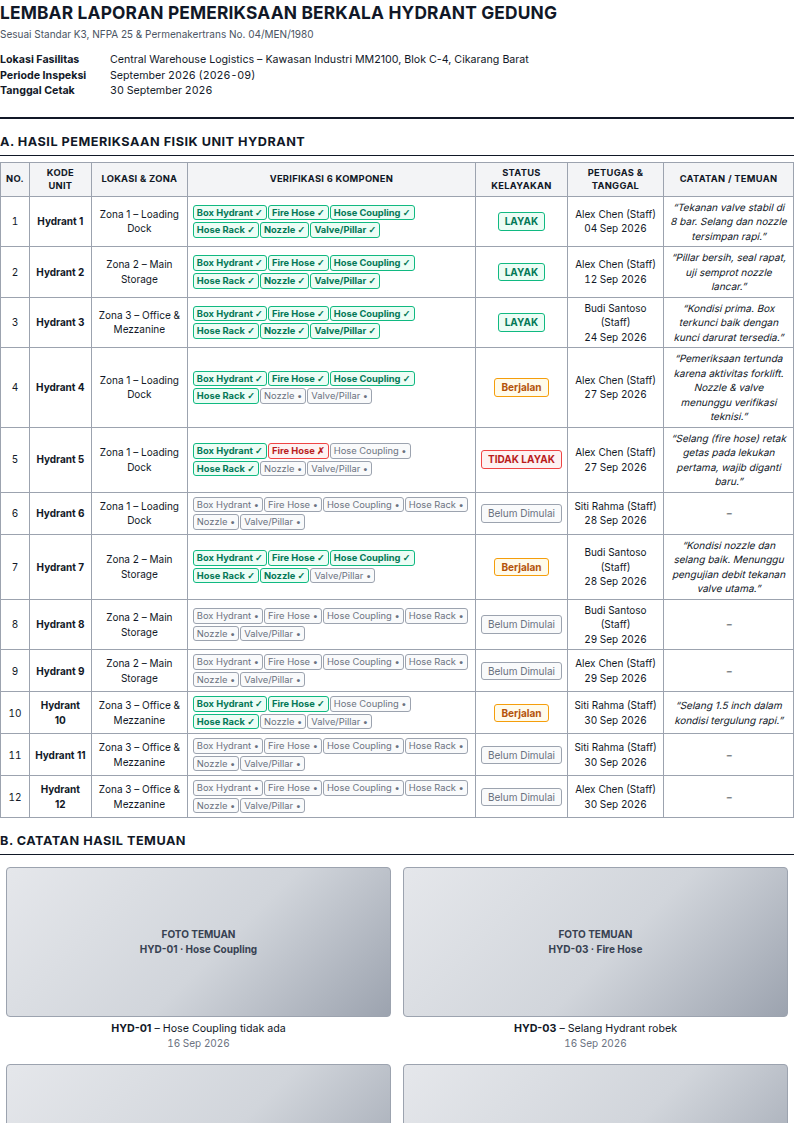 LEMBAR LAPORAN PEMERIKSAAN BERKALA HYDRANT GEDUNG
Sesuai Standar K3, NFPA 25 & Permenakertrans No. 04/MEN/1980
Lokasi Fasilitas Central Warehouse Logistics – Kawasan Industri MM2100, Blok C-4, Cikarang Barat
Periode Inspeksi September 2026 (2026-09)
Tanggal Cetak 30 September 2026
A. HASIL PEMERIKSAAN FISIK UNIT HYDRANT
NO. KODE UNIT LOKASI & ZONA VERIFIKASI 6 KOMPONEN STATUS KELAYAKAN PETUGAS & TANGGAL CATATAN / TEMUAN
1 Hydrant 1 Zona 1 – Loading Dock Box Hydrant ✓ Fire Hose ✓ Hose Coupling ✓ Hose Rack ✓ Nozzle ✓ Valve/Pillar ✓ LAYAK Alex Chen (Staff) 04 Sep 2026 "Tekanan valve stabil di 8 bar. Selang dan nozzle tersimpan rapi."
2 Hydrant 2 Zona 2 – Main Storage Box Hydrant ✓ Fire Hose ✓ Hose Coupling ✓ Hose Rack ✓ Nozzle ✓ Valve/Pillar ✓ LAYAK Alex Chen (Staff) 12 Sep 2026 "Pillar bersih, seal rapat, uji semprot nozzle lancar."
3 Hydrant 3 Zona 3 – Office & Mezzanine Box Hydrant ✓ Fire Hose ✓ Hose Coupling ✓ Hose Rack ✓ Nozzle ✓ Valve/Pillar ✓ LAYAK Budi Santoso (Staff) 24 Sep 2026 "Kondisi prima. Box terkunci baik dengan kunci darurat tersedia."
4 Hydrant 4 Zona 1 – Loading Dock Box Hydrant ✓ Fire Hose ✓ Hose Coupling ✓ Hose Rack ✓ Nozzle • Valve/Pillar • Berjalan Alex Chen (Staff) 27 Sep 2026 "Pemeriksaan tertunda karena aktivitas forklift. Nozzle & valve menunggu verifikasi teknisi."
5 Hydrant 5 Zona 1 – Loading Dock Box Hydrant ✓ Fire Hose ✗ Hose Coupling • Hose Rack ✓ Nozzle • Valve/Pillar • TIDAK LAYAK Alex Chen (Staff) 27 Sep 2026 "Selang (fire hose) retak getas pada lekukan pertama, wajib diganti baru."
6 Hydrant 6 Zona 1 – Loading Dock Box Hydrant • Fire Hose • Hose Coupling • Hose Rack • Nozzle • Valve/Pillar • Belum Dimulai Siti Rahma (Staff) 28 Sep 2026 –
7 Hydrant 7 Zona 2 – Main Storage Box Hydrant ✓ Fire Hose ✓ Hose Coupling ✓ Hose Rack ✓ Nozzle ✓ Valve/Pillar • Berjalan Budi Santoso (Staff) 28 Sep 2026 "Kondisi nozzle dan selang baik. Menunggu pengujian debit tekanan valve utama."
8 Hydrant 8 Zona 2 – Main Storage Box Hydrant • Fire Hose • Hose Coupling • Hose Rack • Nozzle • Valve/Pillar • Belum Dimulai Budi Santoso (Staff) 29 Sep 2026 –
9 Hydrant 9 Zona 2 – Main Storage Box Hydrant • Fire Hose • Hose Coupling • Hose Rack • Nozzle • Valve/Pillar • Belum Dimulai Alex Chen (Staff) 29 Sep 2026 –
10 Hydrant 10 Zona 3 – Office & Mezzanine Box Hydrant ✓ Fire Hose ✓ Hose Coupling • Hose Rack ✓ Nozzle • Valve/Pillar • Berjalan Siti Rahma (Staff) 30 Sep 2026 "Selang 1.5 inch dalam kondisi tergulung rapi."
11 Hydrant 11 Zona 3 – Office & Mezzanine Box Hydrant • Fire Hose • Hose Coupling • Hose Rack • Nozzle • Valve/Pillar • Belum Dimulai Siti Rahma (Staff) 30 Sep 2026 –
12 Hydrant 12 Zona 3 – Office & Mezzanine Box Hydrant • Fire Hose • Hose Coupling • Hose Rack • Nozzle • Valve/Pillar • Belum Dimulai Alex Chen (Staff) 30 Sep 2026 –
B. CATATAN HASIL TEMUAN
FOTO TEMUAN
HYD-01 · Hose Coupling
HYD-01 – Hose Coupling tidak ada
16 Sep 2026
FOTO TEMUAN
HYD-03 · Fire Hose
HYD-03 – Selang Hydrant robek
16 Sep 2026